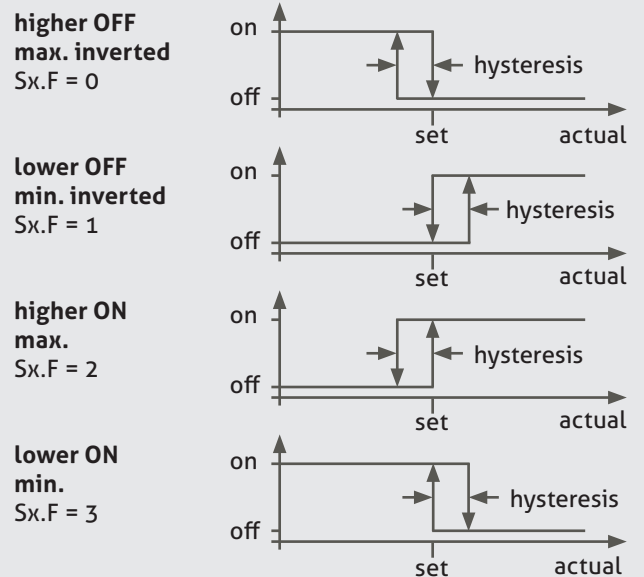 higher OFF
max. inverted
Sx.F = 0
on
hysteresis
off
set
actual
lower OFF
min. inverted
Sx.F = 1
on
hysteresis
off
set
actual
higher ON
max.
Sx.F = 2
on
hysteresis
off
set
actual
lower ON
min.
Sx.F = 3
on
hysteresis
off
set
actual